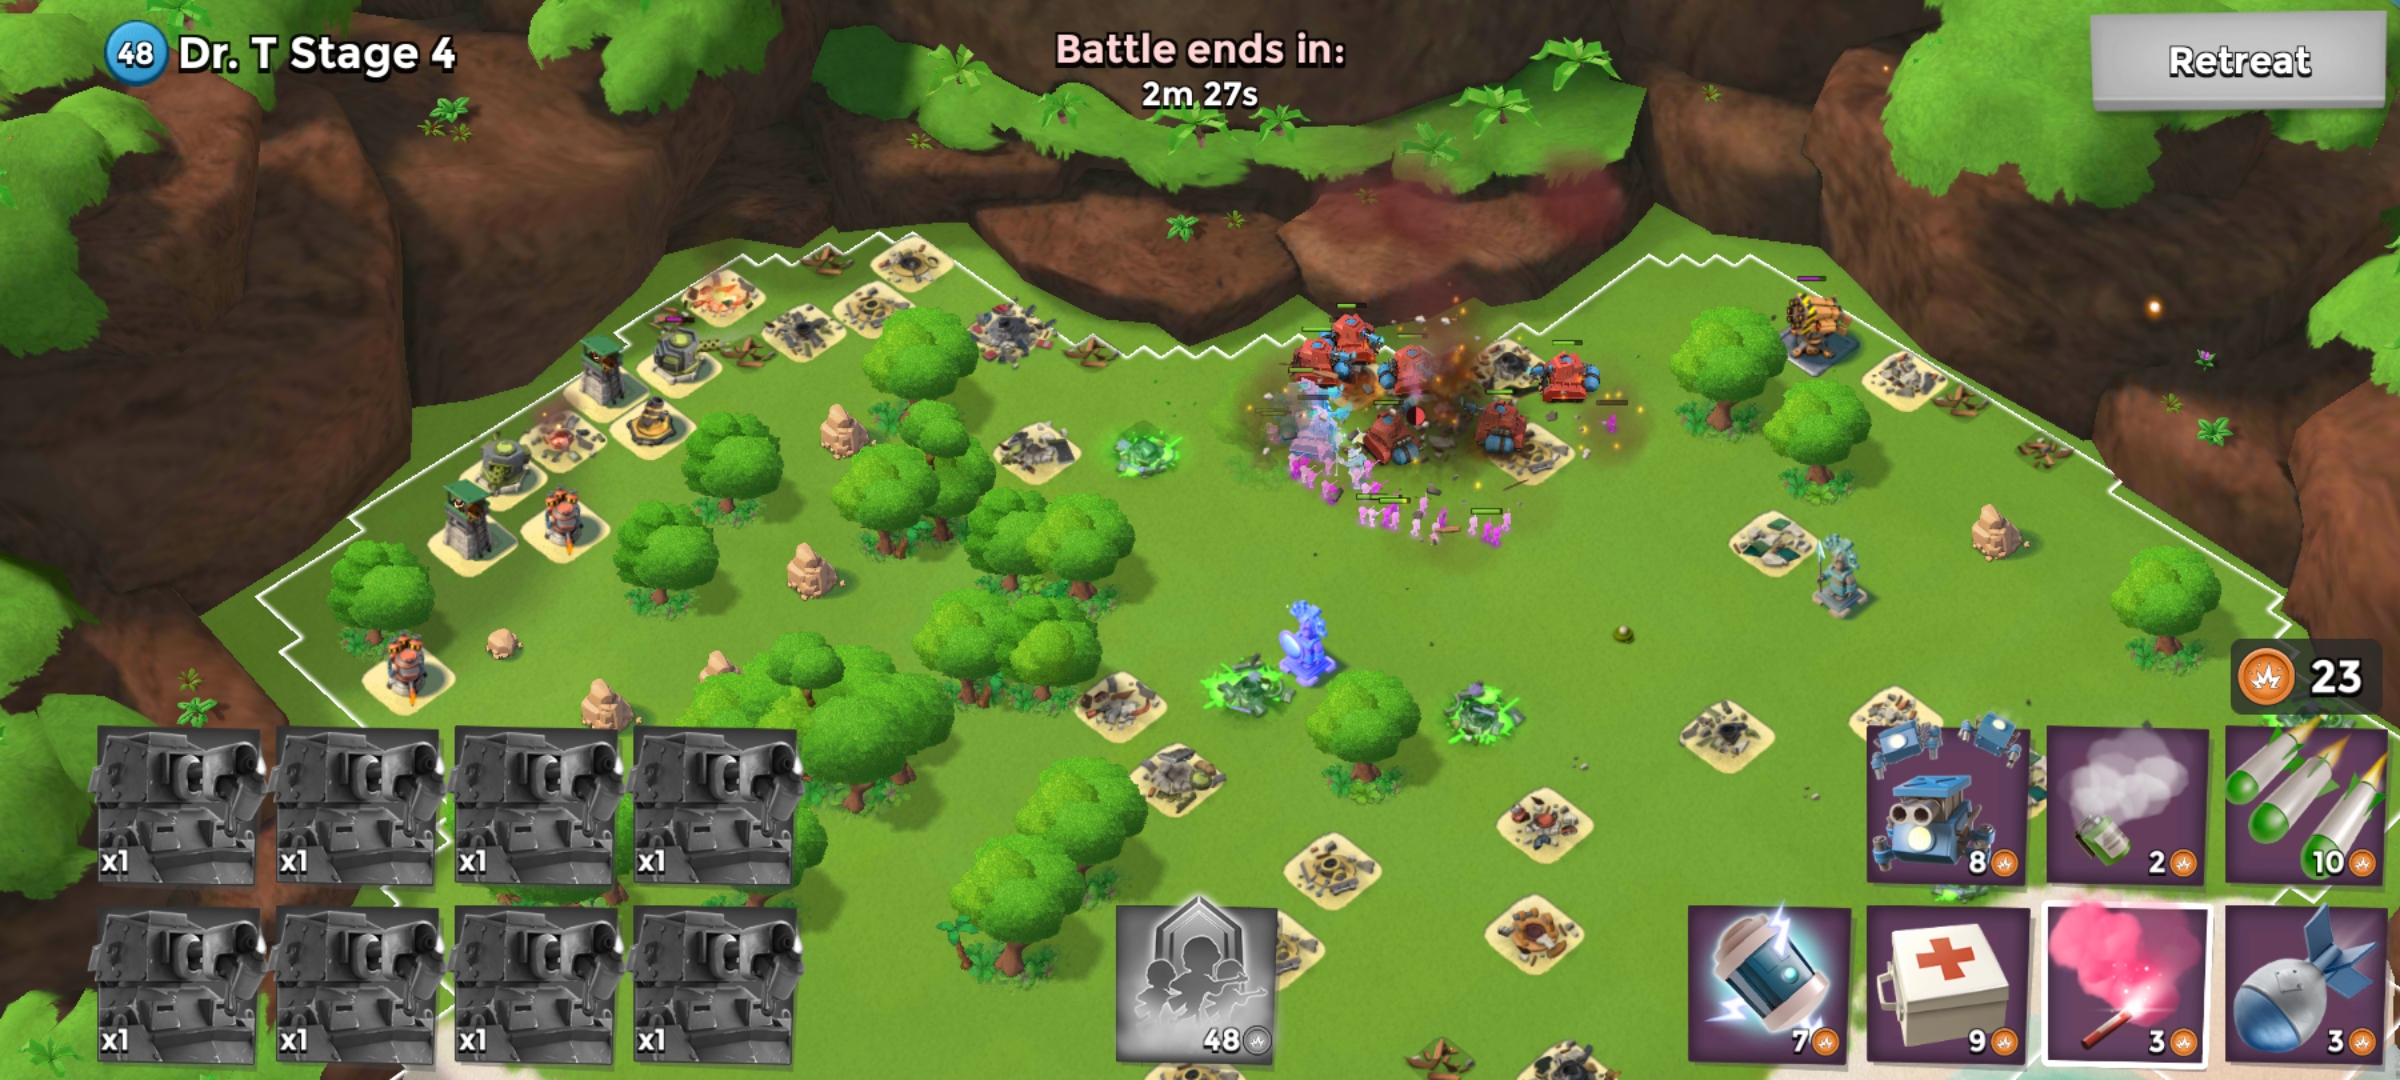 48 Dr. T Stage 4
Battle ends in:
2m 27s
Retreat
23
x1 x1 x1 x1
8 2 10
x1 x1 x1 x1
48
7 9 3 3